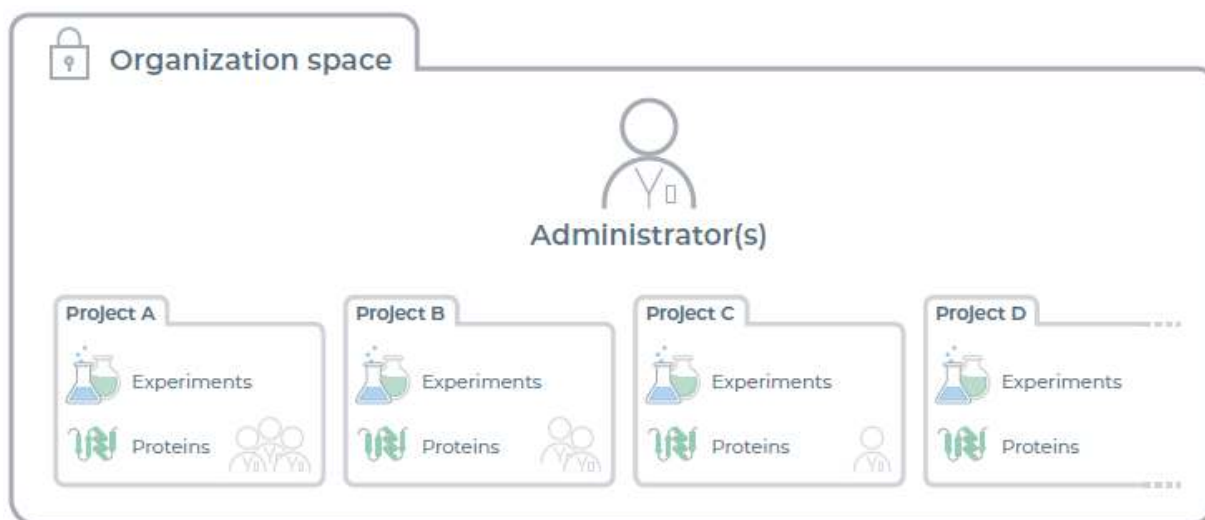 Organization space
Administrator(s)
Project A
Project B
Project C
Project D
Experiments
Experiments
Experiments
Experiments
Proteins
Proteins
Proteins
Proteins